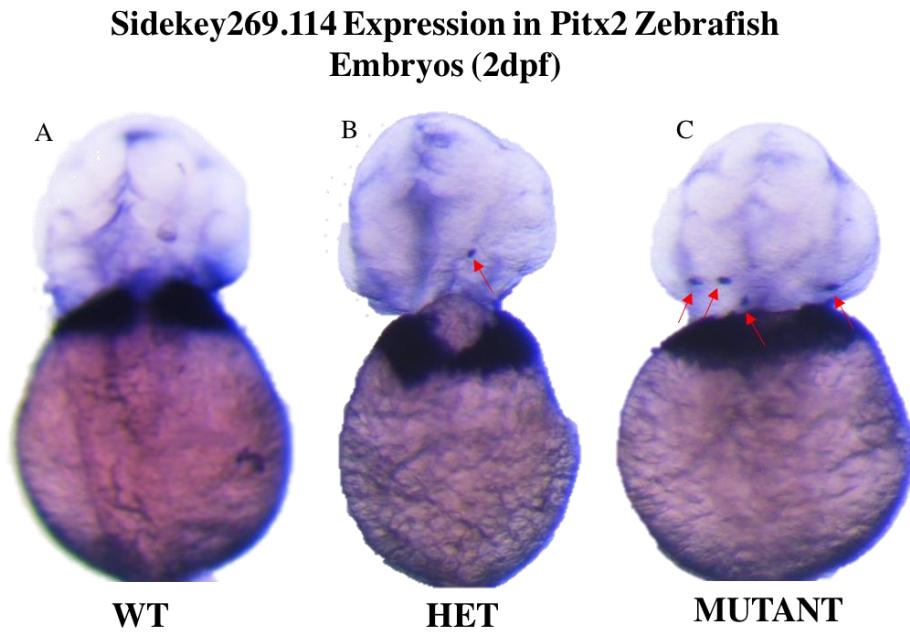 Sidekey269.114 Expression in Pitx2 Zebrafish
Embryos (2dpf)
A
B
C
WT
HET
MUTANT